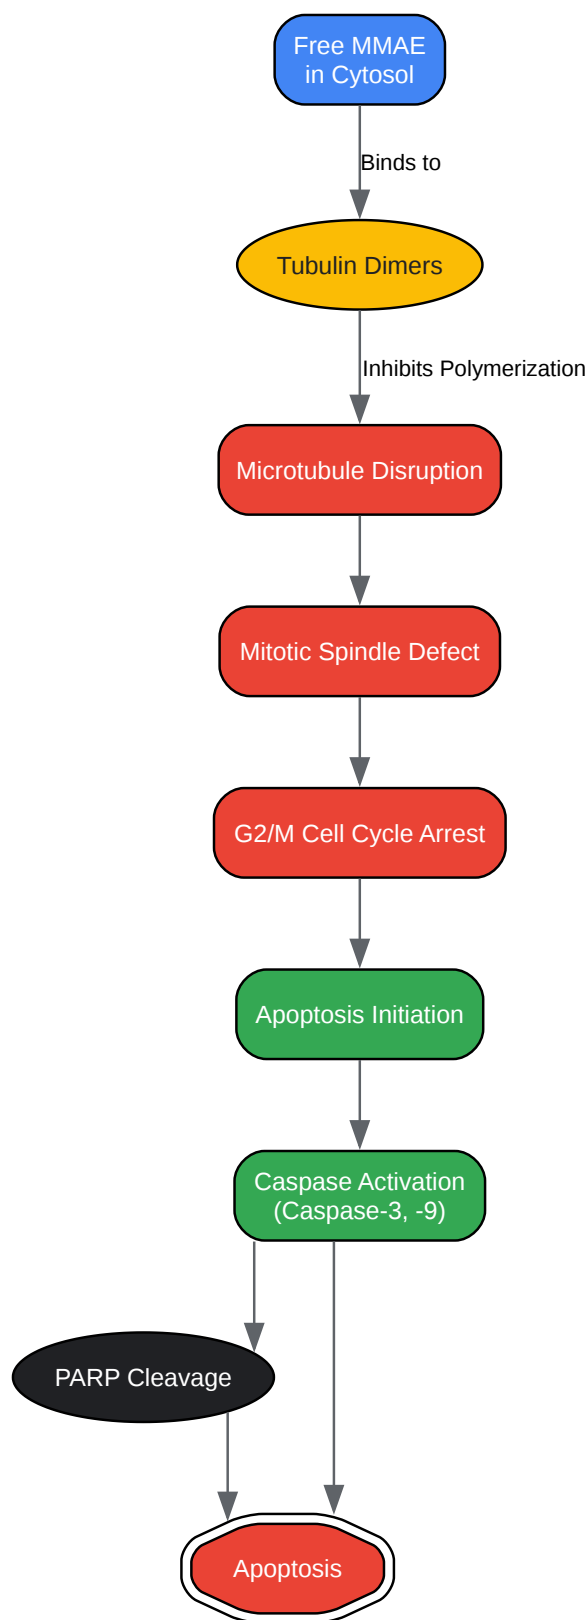 Free MMAE
in Cytosol
Binds to
Tubulin Dimers
Inhibits Polymerization
Microtubule Disruption
Mitotic Spindle Defect
G2/M Cell Cycle Arrest
Apoptosis Initiation
Caspase Activation
(Caspase-3, -9)
PARP Cleavage
Apoptosis